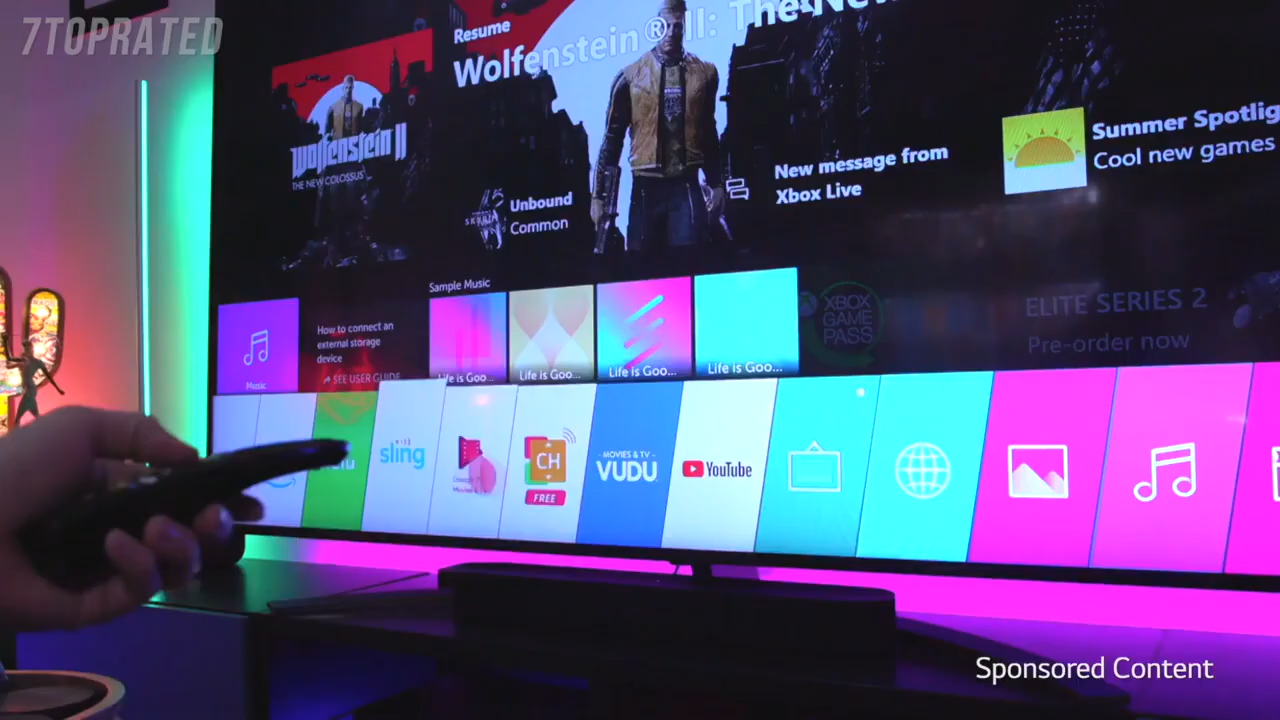 7TOPRATED
Resume
Wolfenstein® II: The New
wolfenstein II
THE NEW COLOSSUS
SKYRIM
Unbound
Common
New message from
Xbox Live
Summer Spotlig
Cool new games
Sample Music
How to connect an
external storage
device
SEE USER GUIDE
Music
Life is Goo...
Life is Goo...
Life is Goo...
Life is Goo...
XBOX
GAME
PASS
ELITE SERIES 2
Pre-order now
with
sling
CH
FREE
- MOVIES & TV -
VUDU
YouTube
Sponsored Content